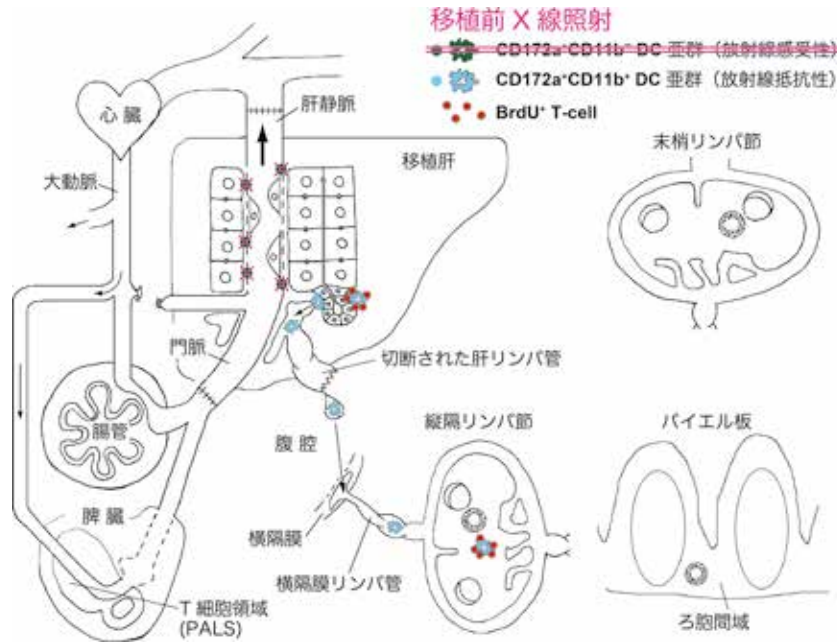 移植前 X 線照射
CD172a⁺CD11b⁻ DC 亜群（放射線感受性）
CD172a⁺CD11b⁺ DC 亜群（放射線抵抗性）
BrdU⁺ T-cell
心臓
肝静脈
大動脈
移植肝
末梢リンパ節
門脈
切断された肝リンパ管
腸管
腹腔
縦隔リンパ節
パイエル板
脾臓
横隔膜
横隔膜リンパ管
T 細胞領域
(PALS)
ろ胞間域